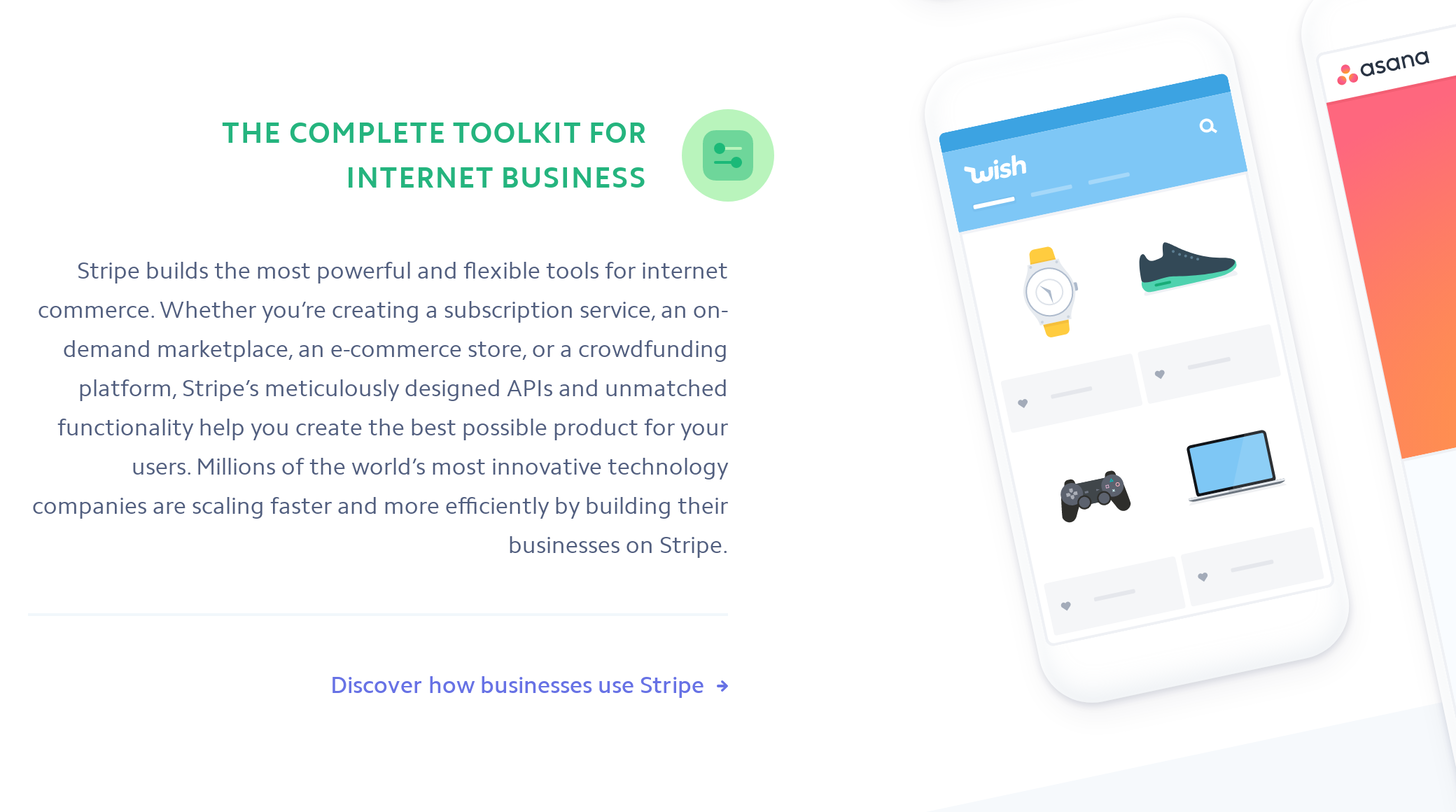 THE COMPLETE TOOLKIT FOR
INTERNET BUSINESS
Stripe builds the most powerful and flexible tools for internet
commerce. Whether you’re creating a subscription service, an on-
demand marketplace, an e-commerce store, or a crowdfunding
platform, Stripe’s meticulously designed APIs and unmatched
functionality help you create the best possible product for your
users. Millions of the world’s most innovative technology
companies are scaling faster and more efficiently by building their
businesses on Stripe.
Discover how businesses use Stripe →
wish
asana